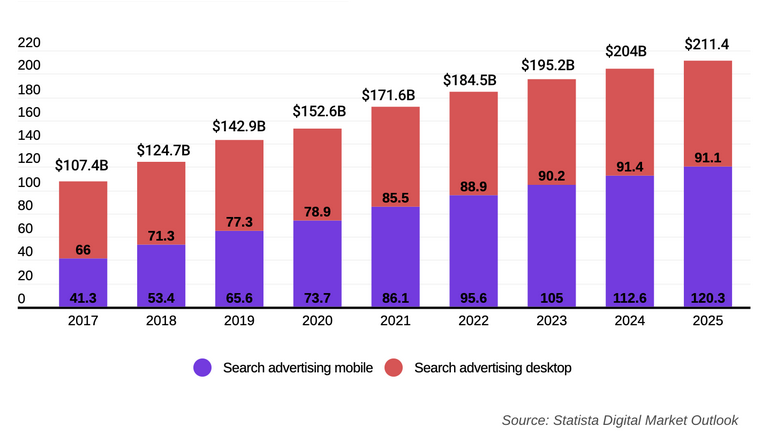 220
200
180
160
140
120
100
80
60
40
20
0
$107.4B
$124.7B
$142.9B
$152.6B
$171.6B
$184.5B
$195.2B
$204B
$211.4
66
71.3
77.3
78.9
85.5
88.9
90.2
91.4
91.1
41.3
53.4
65.6
73.7
86.1
95.6
105
112.6
120.3
2017 2018 2019 2020 2021 2022 2023 2024 2025
Search advertising mobile Search advertising desktop
Source: Statista Digital Market Outlook